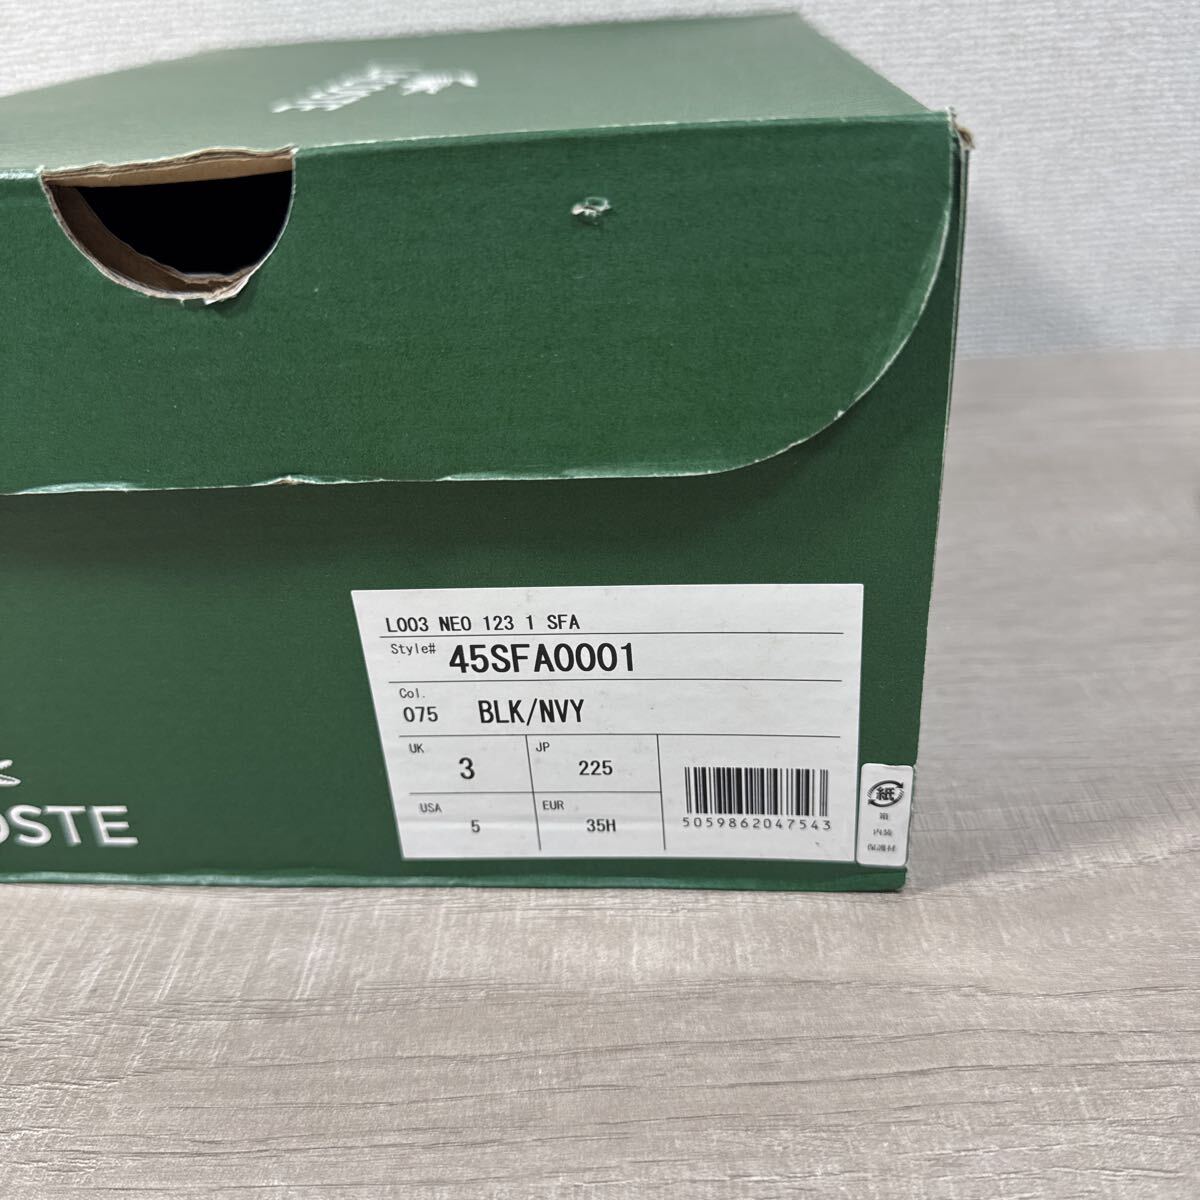 L003 NEO 123 1 SFA
Style# 45SFA0001
Col.
075 BLK/NVY
UK 3 JP 225
USA 5 EUR 35H
5059862047543
OSTE
紙
箱
内装
保護材